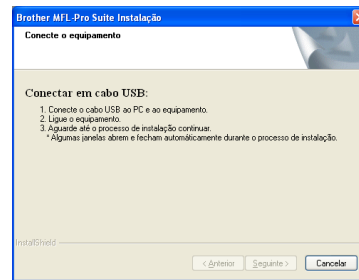 Brother MFL-Pro Suite Instalação
Conecte o equipamento
Conectar em cabo USB:
1. Conecte o cabo USB ao PC e ao equipamento.
2. Ligue o equipamento.
3. Aguarde até o processo de instalação continuar.
* Algumas janelas abrem e fecham automáticamente durante o processo de instalação.
InstallShield
< Anterior Seguinte > Cancelar